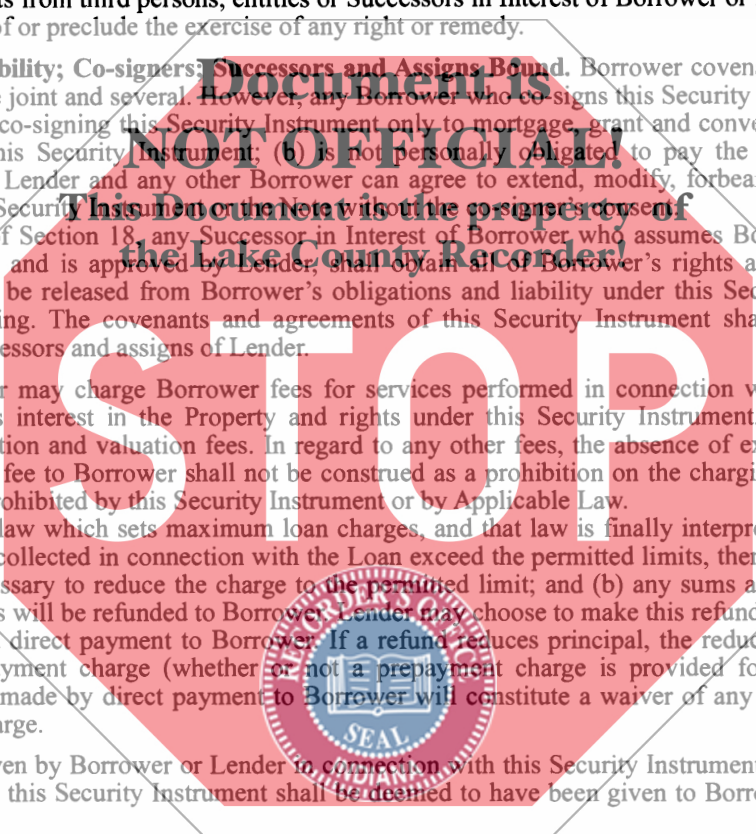 ts from third persons, entities or Successors in Interest of Borrower or
f or preclude the exercise of any right or remedy.
bility; Co-signers; Successors and Assigns Bound. Borrower coven
e joint and several. However, any Borrower who co-signs this Security
co-signing this Security Instrument only to mortgage, grant and conve
his Security Instrument; (b) is not personally obligated to pay the
Lender and any other Borrower can agree to extend, modify, forbear
Security Instrument or the Note without the co-signer's consent.
f Section 18, any Successor in Interest of Borrower who assumes Bo
and is approved by Lender, shall obtain all of Borrower's rights a
be released from Borrower's obligations and liability under this Sec
ing. The covenants and agreements of this Security Instrument sha
essors and assigns of Lender.
r may charge Borrower fees for services performed in connection w
s interest in the Property and rights under this Security Instrument
tion and valuation fees. In regard to any other fees, the absence of ex
fee to Borrower shall not be construed as a prohibition on the chargi
ohibited by this Security Instrument or by Applicable Law.
law which sets maximum loan charges, and that law is finally interpre
collected in connection with the Loan exceed the permitted limits, then
ssary to reduce the charge to the permitted limit; and (b) any sums a
s will be refunded to Borrower. Lender may choose to make this refund
direct payment to Borrower. If a refund reduces principal, the reduc
yment charge (whether or not a prepayment charge is provided fo
made by direct payment to Borrower will constitute a waiver of any
arge.
ven by Borrower or Lender in connection with this Security Instrument
this Security Instrument shall be deemed to have been given to Borro
Document is
NOT OFFICIAL!
This Document is the property of
the Lake County Recorder!
STOP
SEAL
INDIANA